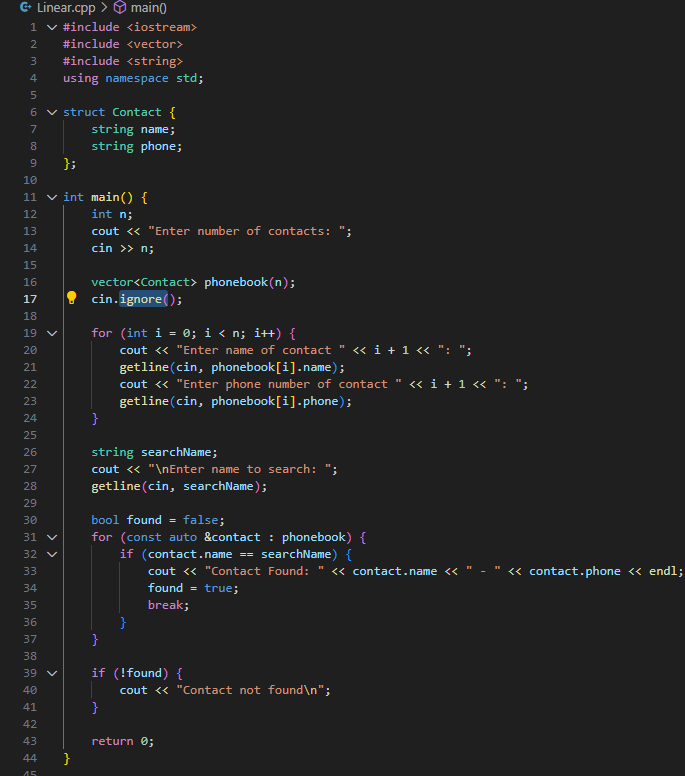 Linear.cpp > main()
1 #include <iostream>
2 #include <vector>
3 #include <string>
4 using namespace std;
5
6 struct Contact {
7     string name;
8     string phone;
9 };
10
11 int main() {
12     int n;
13     cout << "Enter number of contacts: ";
14     cin >> n;
15
16     vector<Contact> phonebook(n);
17     cin.ignore();
18
19     for (int i = 0; i < n; i++) {
20         cout << "Enter name of contact " << i + 1 << ": ";
21         getline(cin, phonebook[i].name);
22         cout << "Enter phone number of contact " << i + 1 << ": ";
23         getline(cin, phonebook[i].phone);
24     }
25
26     string searchName;
27     cout << "\nEnter name to search: ";
28     getline(cin, searchName);
29
30     bool found = false;
31     for (const auto &contact : phonebook) {
32         if (contact.name == searchName) {
33             cout << "Contact Found: " << contact.name << " - " << contact.phone << endl;
34             found = true;
35             break;
36         }
37     }
38
39     if (!found) {
40         cout << "Contact not found\n";
41     }
42
43     return 0;
44 }
45